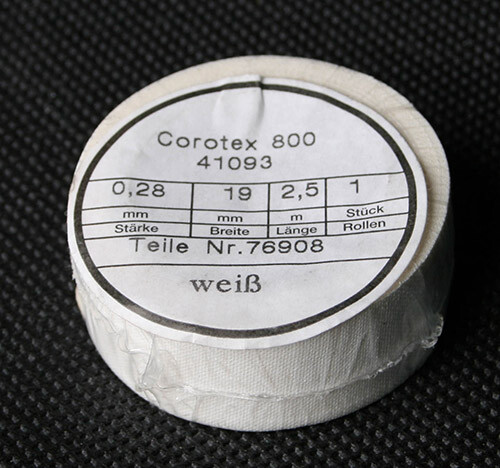 Corotex 800
41093
0,28 19 2,5 1
mm mm m Stück
Stärke Breite Länge Rollen
Teile Nr.76908
weiß